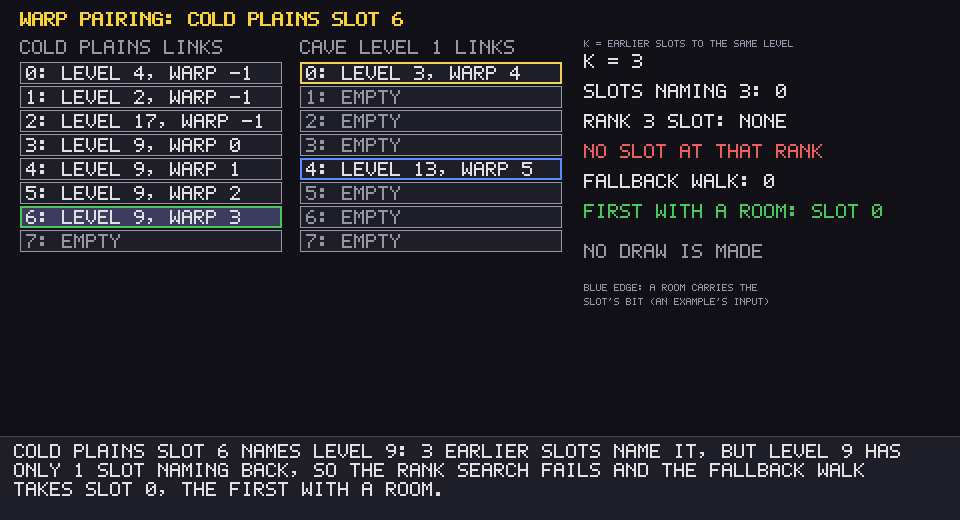 WARP PAIRING: COLD PLAINS SLOT 6
COLD PLAINS LINKS
0: LEVEL 4, WARP -1
1: LEVEL 2, WARP -1
2: LEVEL 17, WARP -1
3: LEVEL 9, WARP 0
4: LEVEL 9, WARP 1
5: LEVEL 9, WARP 2
6: LEVEL 9, WARP 3
7: EMPTY
CAVE LEVEL 1 LINKS
0: LEVEL 3, WARP 4
1: EMPTY
2: EMPTY
3: EMPTY
4: LEVEL 13, WARP 5
5: EMPTY
6: EMPTY
7: EMPTY
K = EARLIER SLOTS TO THE SAME LEVEL
K = 3
SLOTS NAMING 3: 0
RANK 3 SLOT: NONE
NO SLOT AT THAT RANK
FALLBACK WALK: 0
FIRST WITH A ROOM: SLOT 0
NO DRAW IS MADE
BLUE EDGE: A ROOM CARRIES THE
SLOT'S BIT (AN EXAMPLE'S INPUT)
COLD PLAINS SLOT 6 NAMES LEVEL 9: 3 EARLIER SLOTS NAME IT, BUT LEVEL 9 HAS
ONLY 1 SLOT NAMING BACK, SO THE RANK SEARCH FAILS AND THE FALLBACK WALK
TAKES SLOT 0, THE FIRST WITH A ROOM.